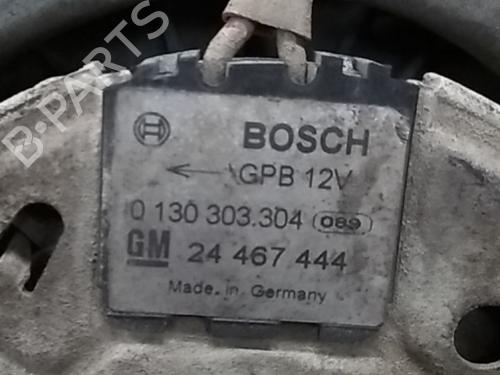 BOSCH
GPB 12V
0 130 303.304 089
GM 24 467 444
Made in Germany
B-PARTS